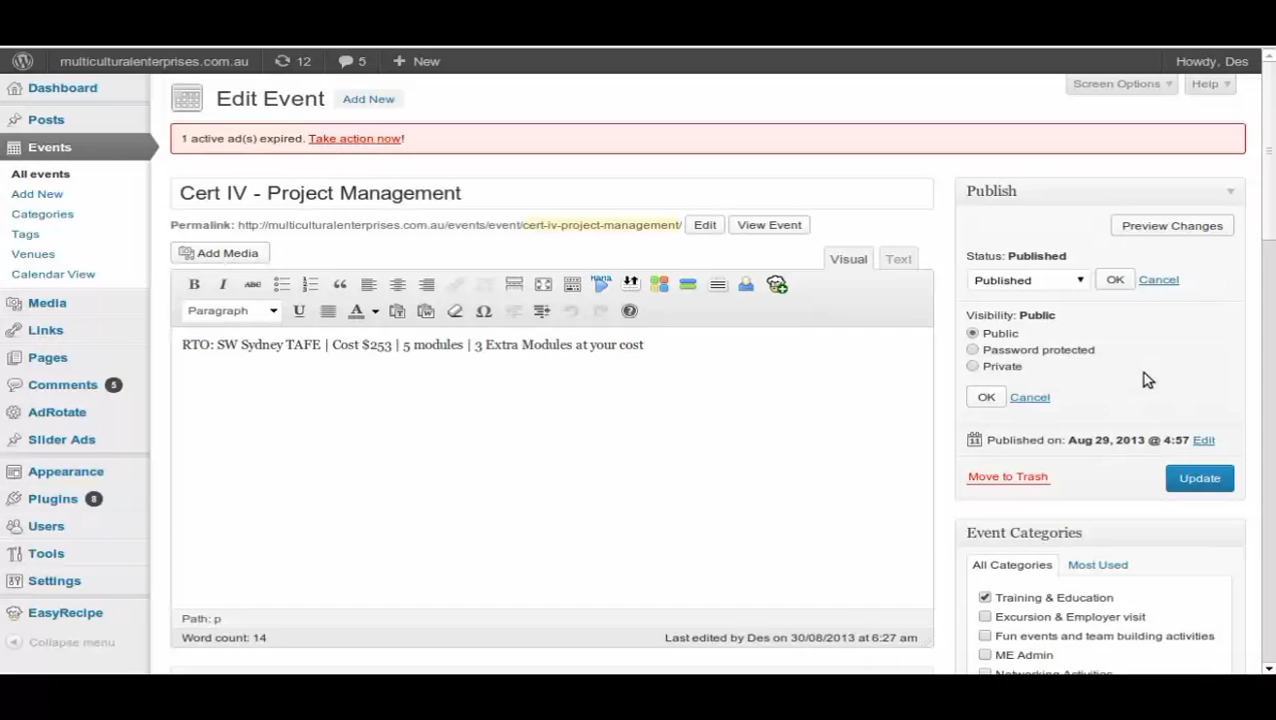 multiculturalenterprises.com.au 12 5 + New Howdy, Des
Dashboard
Posts
Events
All events
Add New
Categories
Tags
Venues
Calendar View
Media
Links
Pages
Comments 5
AdRotate
Slider Ads
Appearance
Plugins 8
Users
Tools
Settings
EasyRecipe
Collapse menu
Screen Options Help
Edit Event Add New
1 active ad(s) expired. Take action now!
Cert IV - Project Management
Permalink: http://multiculturalenterprises.com.au/events/event/cert-iv-project-management/ Edit View Event
Add Media
Visual Text
B I ABC
Paragraph U A Ω
RTO: SW Sydney TAFE | Cost $253 | 5 modules | 3 Extra Modules at your cost
Path: p
Word count: 14 Last edited by Des on 30/08/2013 at 6:27 am
Publish
Preview Changes
Status: Published
Published OK Cancel
Visibility: Public
Public
Password protected
Private
OK Cancel
Published on: Aug 29, 2013 @ 4:57 Edit
Move to Trash Update
Event Categories
All Categories Most Used
Training & Education
Excursion & Employer visit
Fun events and team building activities
ME Admin
Networking Activities